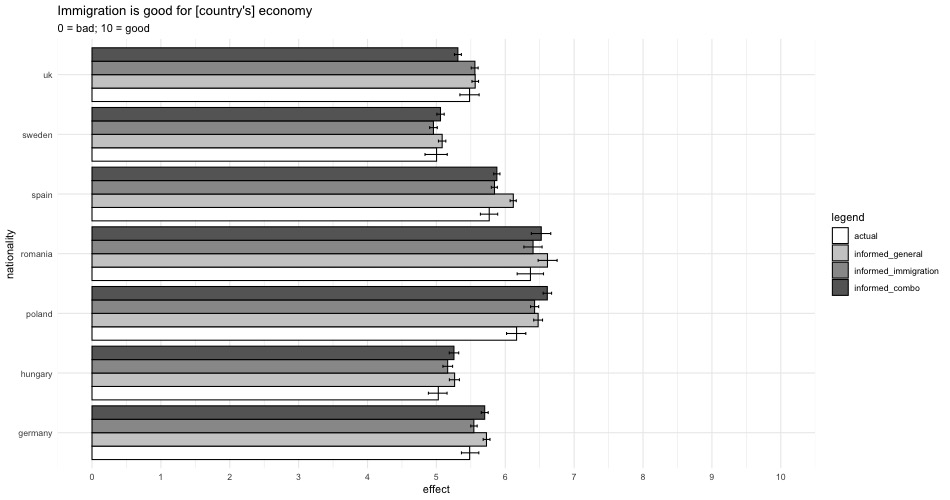 Immigration is good for [country's] economy
0 = bad; 10 = good
nationality
uk
sweden
spain
romania
poland
hungary
germany
0 1 2 3 4 5 6 7 8 9 10
effect
legend
actual
informed_general
informed_immigration
informed_combo